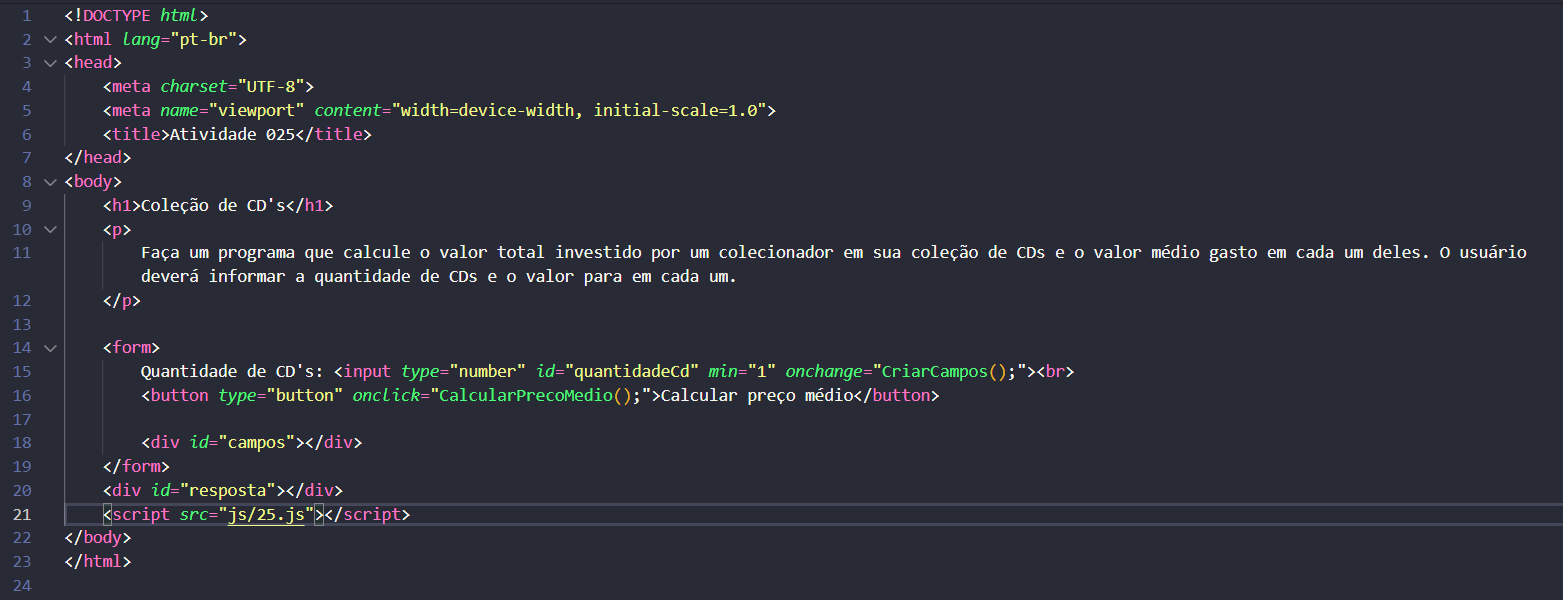 1 <!DOCTYPE html>
2 <html lang="pt-br">
3 <head>
4     <meta charset="UTF-8">
5     <meta name="viewport" content="width=device-width, initial-scale=1.0">
6     <title>Atividade 025</title>
7 </head>
8 <body>
9     <h1>Coleção de CD's</h1>
10     <p>
11         Faça um programa que calcule o valor total investido por um colecionador em sua coleção de CDs e o valor médio gasto em cada um deles. O usuário
        deverá informar a quantidade de CDs e o valor para em cada um.
12     </p>
13
14     <form>
15         Quantidade de CD's: <input type="number" id="quantidadeCd" min="1" onchange="CriarCampos();"><br>
16         <button type="button" onclick="CalcularPrecoMedio();">Calcular preço médio</button>
17
18         <div id="campos"></div>
19     </form>
20     <div id="resposta"></div>
21     <script src="js/25.js"></script>
22 </body>
23 </html>
24